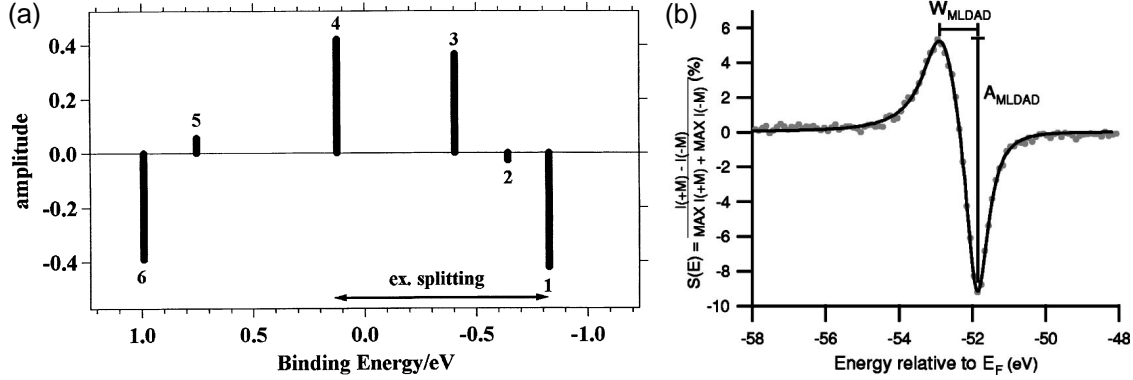 (a)
amplitude
0.4
0.2
0.0
-0.2
-0.4
4
3
5
2
6
1
ex. splitting
1.0 0.5 0.0 -0.5 -1.0
Binding Energy/eV
(b)
W_MLDAD
A_MLDAD
S(E) = I(+M) - I(-M) / MAX I(+M) + MAX I(-M) (%)
6
4
2
0
-2
-4
-6
-8
-10
-58 -56 -54 -52 -50 -48
Energy relative to E_F (eV)